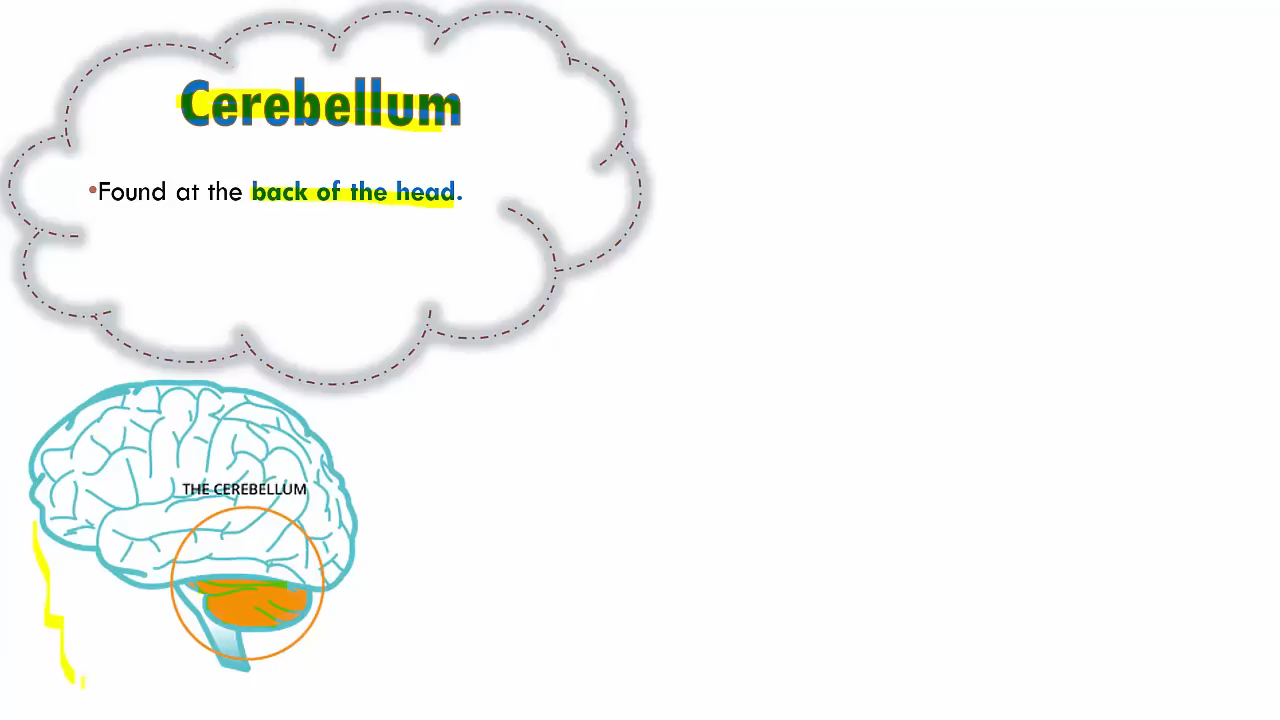 Cerebellum
•Found at the back of the head.
THE CEREBELLUM